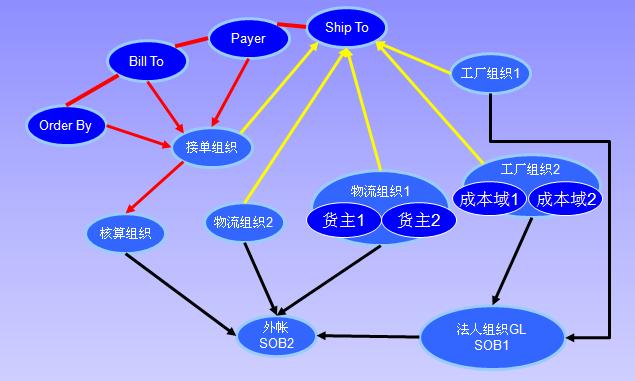 Ship To
Payer
Bill To
工厂组织1
Order By
接单组织
工厂组织2
物流组织1
成本域1
成本域2
货主1
货主2
物流组织2
核算组织
外帐
SOB2
法人组织GL
SOB1